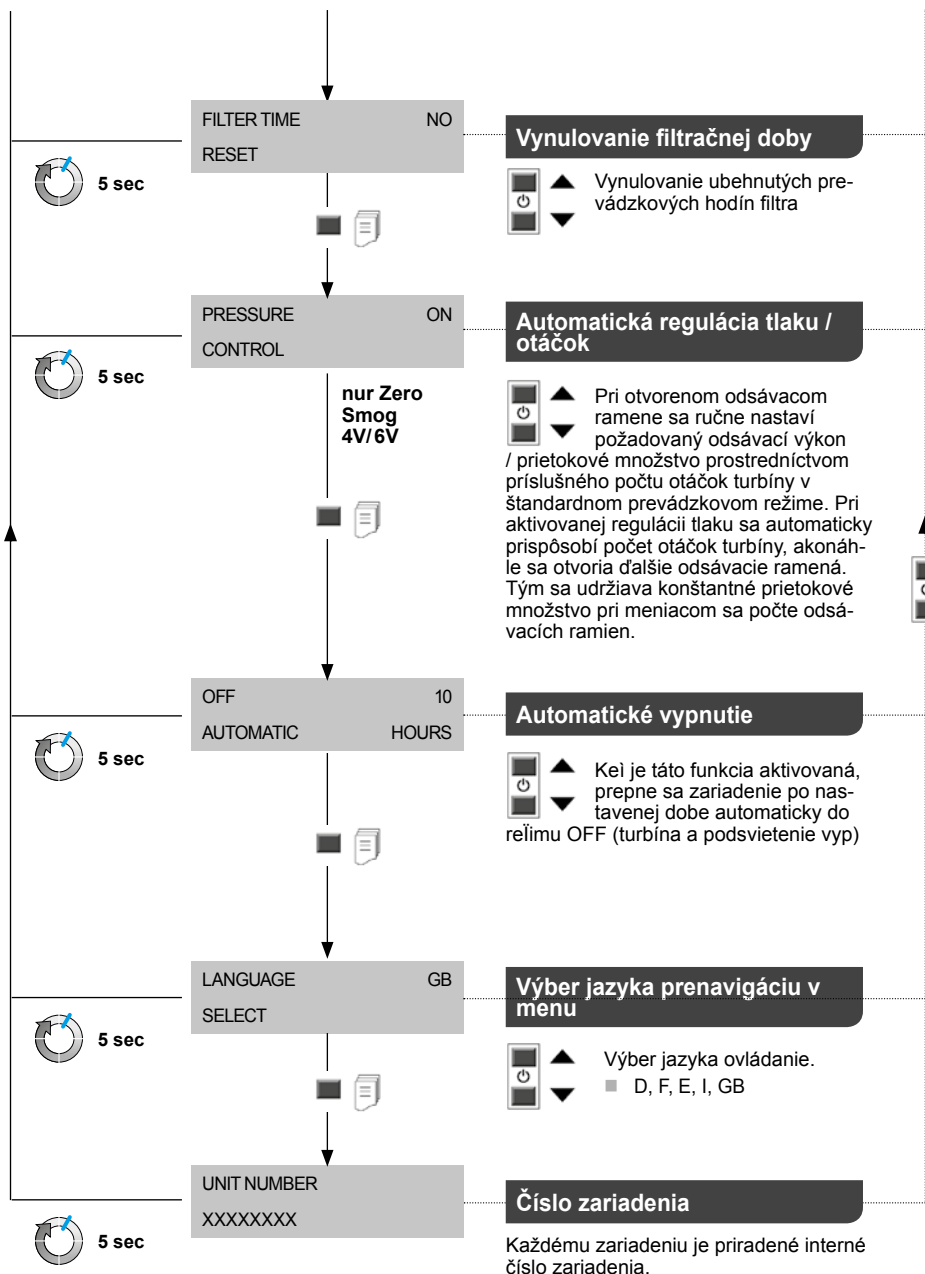 FILTER TIME NO
RESET
5 sec
Vynulovanie filtračnej doby
Vynulovanie ubehnutých pre-
vádzkových hodín filtra
PRESSURE ON
CONTROL
5 sec
nur Zero
Smog
4V/6V
Automatická regulácia tlaku /
otáčok
Pri otvorenom odsávacom
ramene sa ručne nastaví
požadovaný odsávací výkon
/ prietokové množstvo prostredníctvom
príslušného počtu otáčok turbíny v
štandardnom prevádzkovom režime. Pri
aktivovanej regulácii tlaku sa automaticky
prispôsobí počet otáčok turbíny, akonáh-
le sa otvoria ďalšie odsávacie ramená.
Tým sa udržiava konštantné prietokové
množstvo pri meniacom sa počte odsá-
vacích ramien.
OFF 10
AUTOMATIC HOURS
5 sec
Automatické vypnutie
Keì je táto funkcia aktivovaná,
prepne sa zariadenie po nas-
tavenej dobe automaticky do
reÏimu OFF (turbína a podsvietenie vyp)
LANGUAGE GB
SELECT
5 sec
Výber jazyka prenavigáciu v
menu
Výber jazyka ovládanie.
■ D, F, E, I, GB
UNIT NUMBER
XXXXXXXX
5 sec
Číslo zariadenia
Každému zariadeniu je priradené interné
číslo zariadenia.